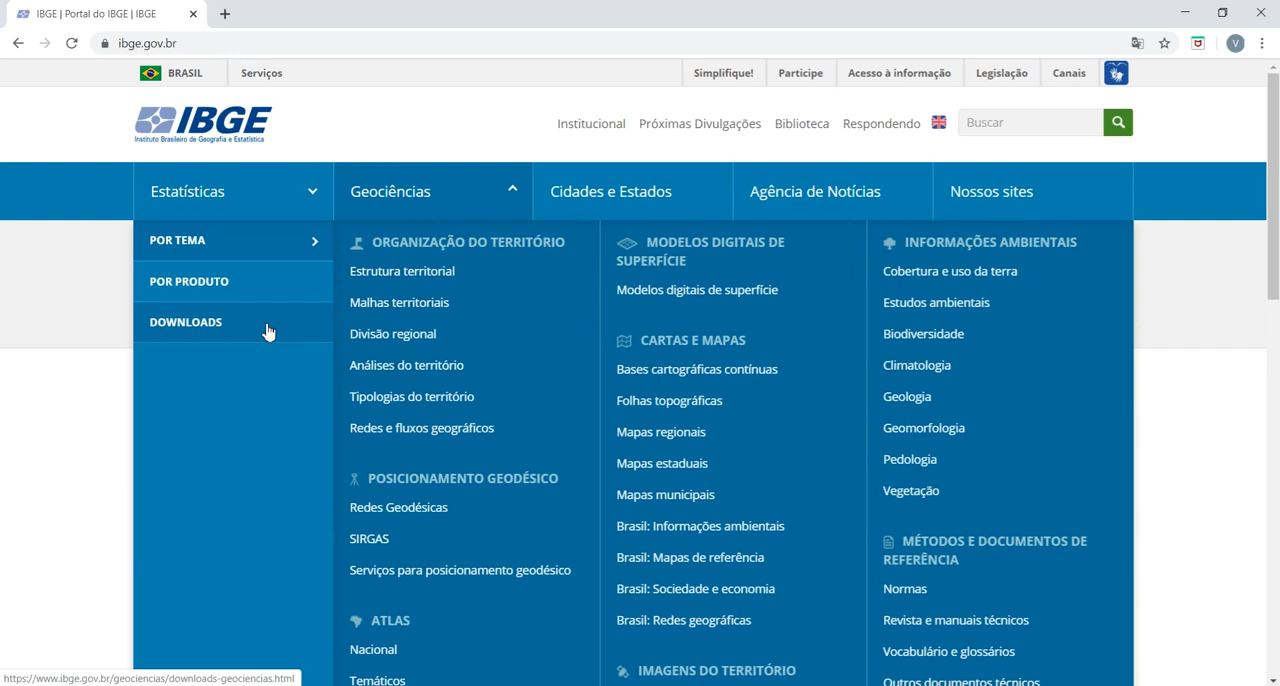 IBGE | Portal do IBGE | IBGE
ibge.gov.br
V
BRASIL
Serviços
Simplifique!
Participe
Acesso à informação
Legislação
Canais
IBGE
Instituto Brasileiro de Geografia e Estatística
Institucional
Próximas Divulgações
Biblioteca
Respondendo
Buscar
Estatísticas
Geociências
Cidades e Estados
Agência de Notícias
Nossos sites
POR TEMA
POR PRODUTO
DOWNLOADS
ORGANIZAÇÃO DO TERRITÓRIO
Estrutura territorial
Malhas territoriais
Divisão regional
Análises do território
Tipologias do território
Redes e fluxos geográficos
POSICIONAMENTO GEODÉSICO
Redes Geodésicas
SIRGAS
Serviços para posicionamento geodésico
ATLAS
Nacional
Temáticos
MODELOS DIGITAIS DE
SUPERFÍCIE
Modelos digitais de superfície
CARTAS E MAPAS
Bases cartográficas contínuas
Folhas topográficas
Mapas regionais
Mapas estaduais
Mapas municipais
Brasil: Informações ambientais
Brasil: Mapas de referência
Brasil: Sociedade e economia
Brasil: Redes geográficas
IMAGENS DO TERRITÓRIO
INFORMAÇÕES AMBIENTAIS
Cobertura e uso da terra
Estudos ambientais
Biodiversidade
Climatologia
Geologia
Geomorfologia
Pedologia
Vegetação
MÉTODOS E DOCUMENTOS DE
REFERÊNCIA
Normas
Revista e manuais técnicos
Vocabulário e glossários
Outros documentos técnicos
https://www.ibge.gov.br/geociencias/downloads-geociencias.html